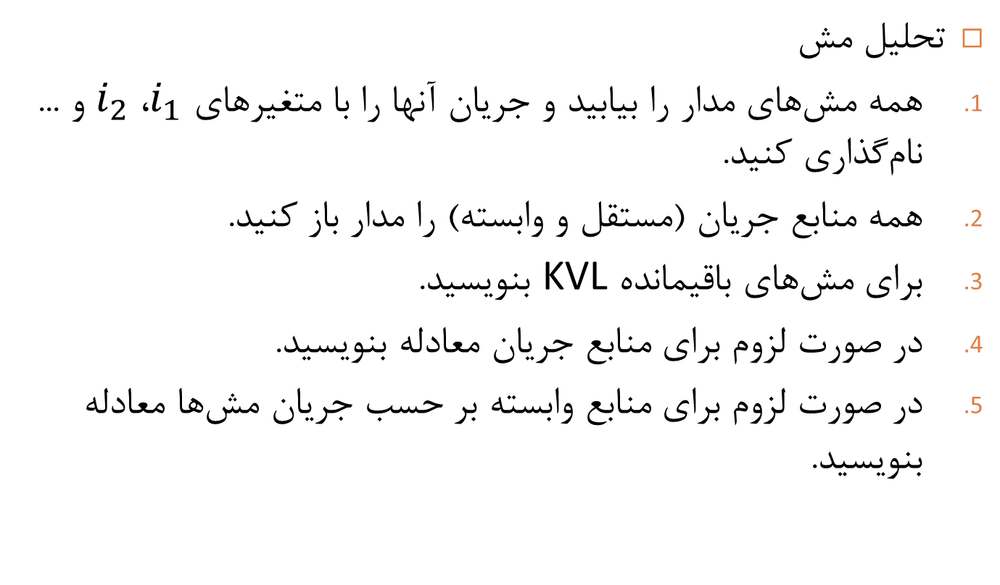 تحلیل مش
1. همه مش‌های مدار را بیابید و جریان آنها را با متغیرهای i₁، i₂ و ...
نام‌گذاری کنید.
2. همه منابع جریان (مستقل و وابسته) را مدار باز کنید.
3. برای مش‌های باقیمانده KVL بنویسید.
4. در صورت لزوم برای منابع جریان معادله بنویسید.
5. در صورت لزوم برای منابع وابسته بر حسب جریان مش‌ها معادله
بنویسید.